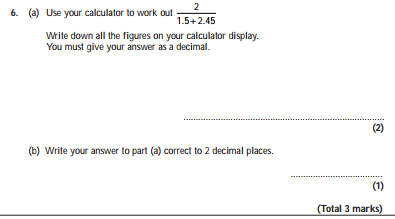 6. (a) Use your calculator to work out 2
1.5+2.45
Write down all the figures on your calculator display.
You must give your answer as a decimal.
(2)
(b) Write your answer to part (a) correct to 2 decimal places.
(1)
(Total 3 marks)